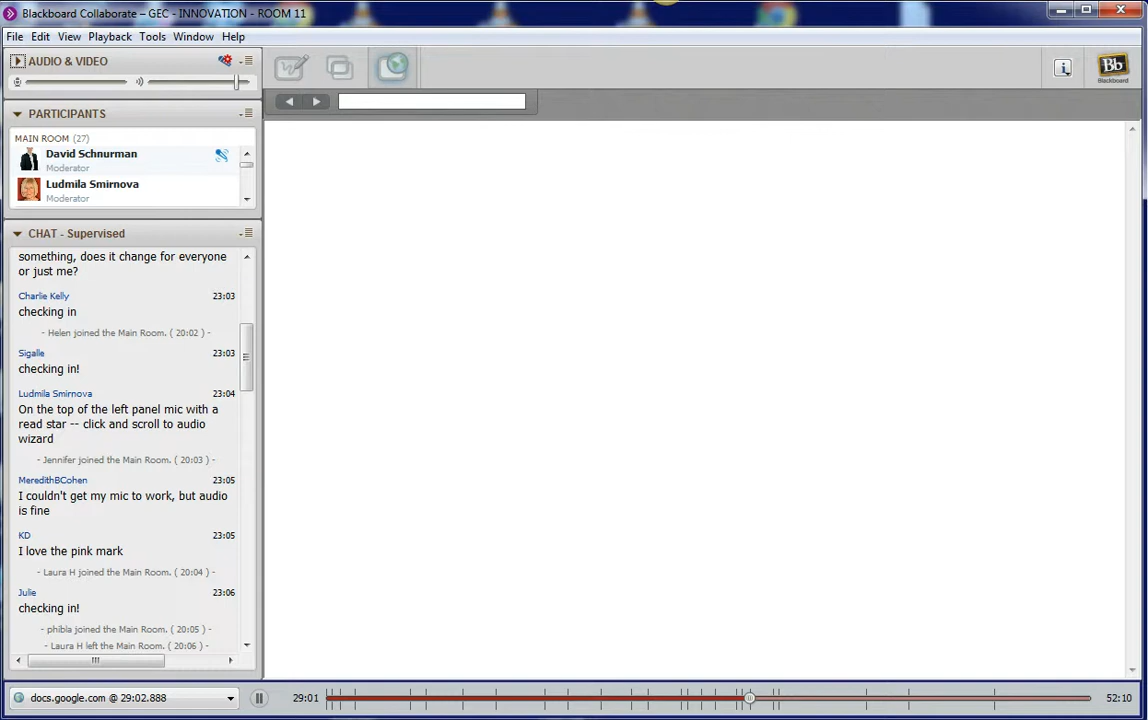 Blackboard Collaborate – GEC - INNOVATION - ROOM 11
File Edit View Playback Tools Window Help
AUDIO & VIDEO
PARTICIPANTS
MAIN ROOM (27)
David Schnurman
Moderator
Ludmila Smirnova
Moderator
CHAT - Supervised
something, does it change for everyone
or just me?
Charlie Kelly 23:03
checking in
- Helen joined the Main Room. ( 20:02 ) -
Sigalle 23:03
checking in!
Ludmila Smirnova 23:04
On the top of the left panel mic with a
read star -- click and scroll to audio
wizard
- Jennifer joined the Main Room. ( 20:03 ) -
MeredithBCohen 23:05
I couldn't get my mic to work, but audio
is fine
KD 23:05
I love the pink mark
- Laura H joined the Main Room. ( 20:04 ) -
Julie 23:06
checking in!
- phibla joined the Main Room. ( 20:05 ) -
- Laura H left the Main Room. ( 20:06 ) -
Bb
Blackboard
docs.google.com @ 29:02.888
29:01
52:10